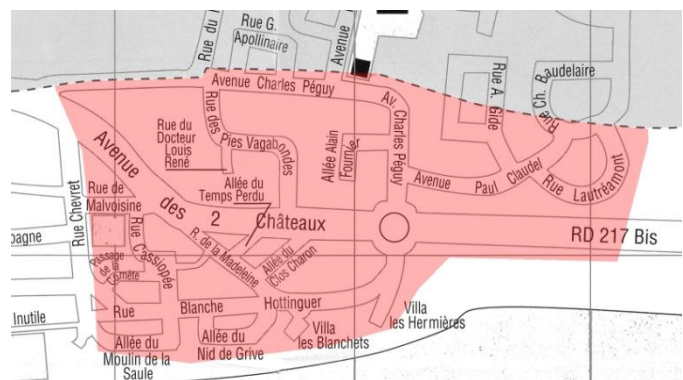 Rue du
Rue G.
Apollinaire
Avenue
Avenue Charles Péguy
Rue A. Gide
Rue Ch. Baudelaire
Rue des
Pies Vagabondes
Av. Charles Péguy
Rue du
Docteur
Louis
René
Allée Alain
Fournier
Avenue des 2 Châteaux
Allée du
Temps Perdu
Avenue Paul Claudel
Rue Lautréamont
Rue de
Malvoisine
Rue Chevret
RD 217 Bis
pagne
Rue Cassiopée
R. de la Madeleine
Allée du
Clos Charon
Passage
de la
Comète
Inutile
Rue Blanche Hottinguer
Villa
les Hermières
Allée du
Moulin de la
Saule
Allée du
Nid de Grive
Villa
les Blanchets